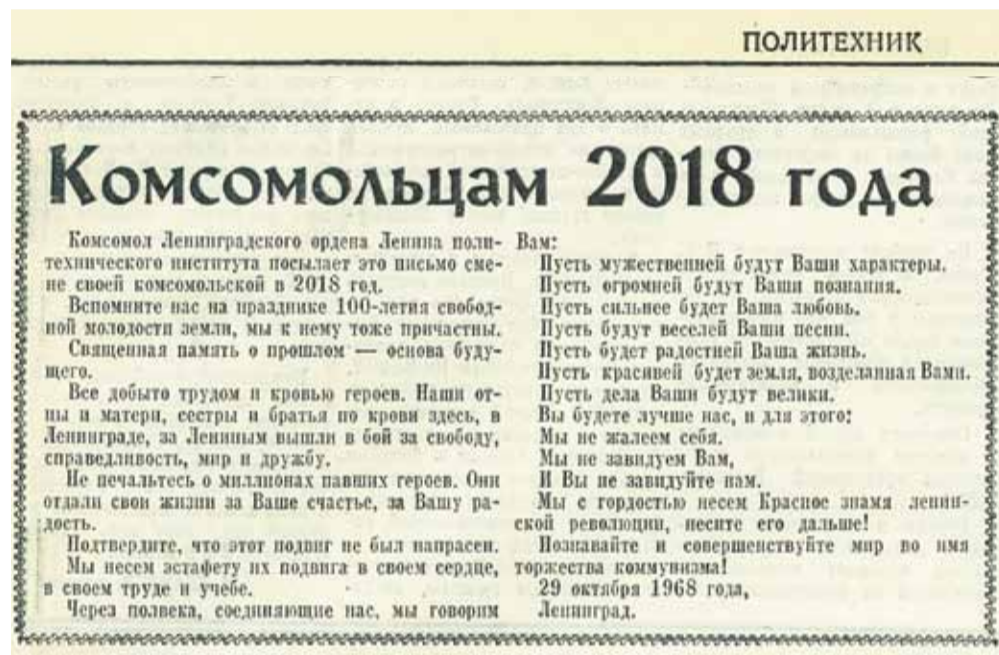 ПОЛИТЕХНИК
Комсомольцам 2018 года
Комсомол Ленинградского ордена Ленина поли-
технического института посылает это письмо сме-
не своей комсомольской в 2018 год.
Вспомните нас на празднике 100-летия свобод-
ной молодости земли, мы к нему тоже причастны.
Священная память о прошлом — основа буду-
щего.
Все добыто трудом и кровью героев. Наши от-
цы и матери, сестры и братья по крови здесь, в
Ленинграде, за Лениным вышли в бой за свободу,
справедливость, мир и дружбу.
Не печальтесь о миллионах павших героев. Они
отдали свои жизни за Ваше счастье, за Вашу ра-
дость.
Подтвердите, что этот подвиг не был напрасен.
Мы несем эстафету их подвига в своем сердце,
в своем труде и учебе.
Через полвека, соединяющие нас, мы говорим
Вам:
Пусть мужественней будут Ваши характеры.
Пусть огромней будут Ваши познания.
Пусть сильнее будет Ваша любовь.
Пусть будут веселей Ваши песни.
Пусть будет радостней Ваша жизнь.
Пусть красивей будет земля, возделанная Вами.
Пусть дела Ваши будут велики.
Вы будете лучше нас, и для этого:
Мы не жалеем себя.
Мы не завидуем Вам,
И Вы не завидуйте нам.
Мы с гордостью несем Красное знамя ленин-
ской революции, несите его дальше!
Познавайте и совершенствуйте мир во имя
торжества коммунизма!
29 октября 1968 года,
Ленинград.